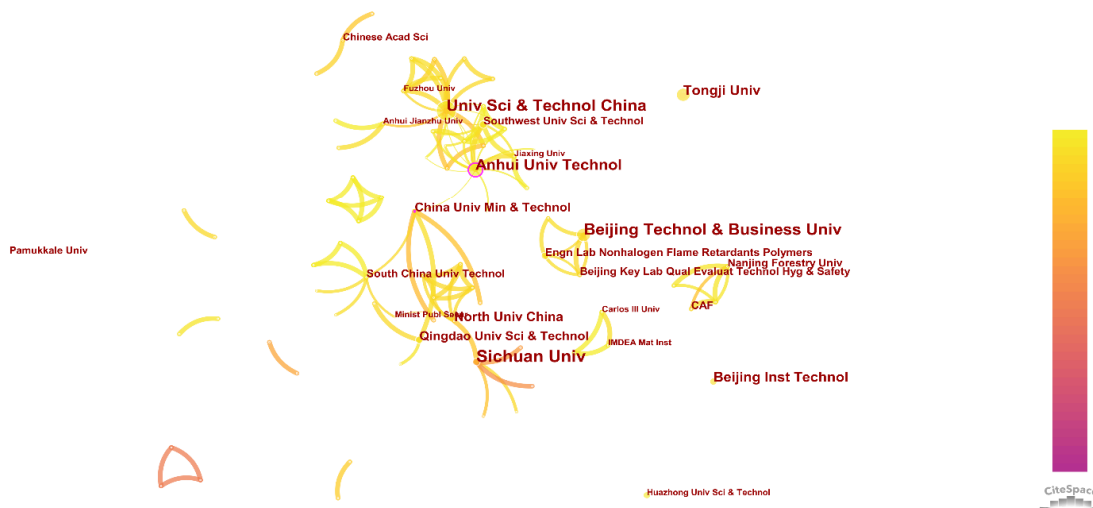 Chinese Acad Sci
Fuzhou Univ
Tongji Univ
Univ Sci & Technol China
Anhui Jianzhu Univ
Southwest Univ Sci & Technol
Jiaxing Univ
Anhui Univ Technol
China Univ Min & Technol
Beijing Technol & Business Univ
Pamukkale Univ
Engn Lab Nonhalogen Flame Retardants Polymers
Nanjing Forestry Univ
South China Univ Technol
Beijing Key Lab Qual Evaluat Technol Hyg & Safety
CAF
Carlos III Univ
Minist Publ Secur
North Univ China
Qingdao Univ Sci & Technol
IMDEA Mat Inst
Sichuan Univ
Beijing Inst Technol
Huazhong Univ Sci & Technol
CiteSpac